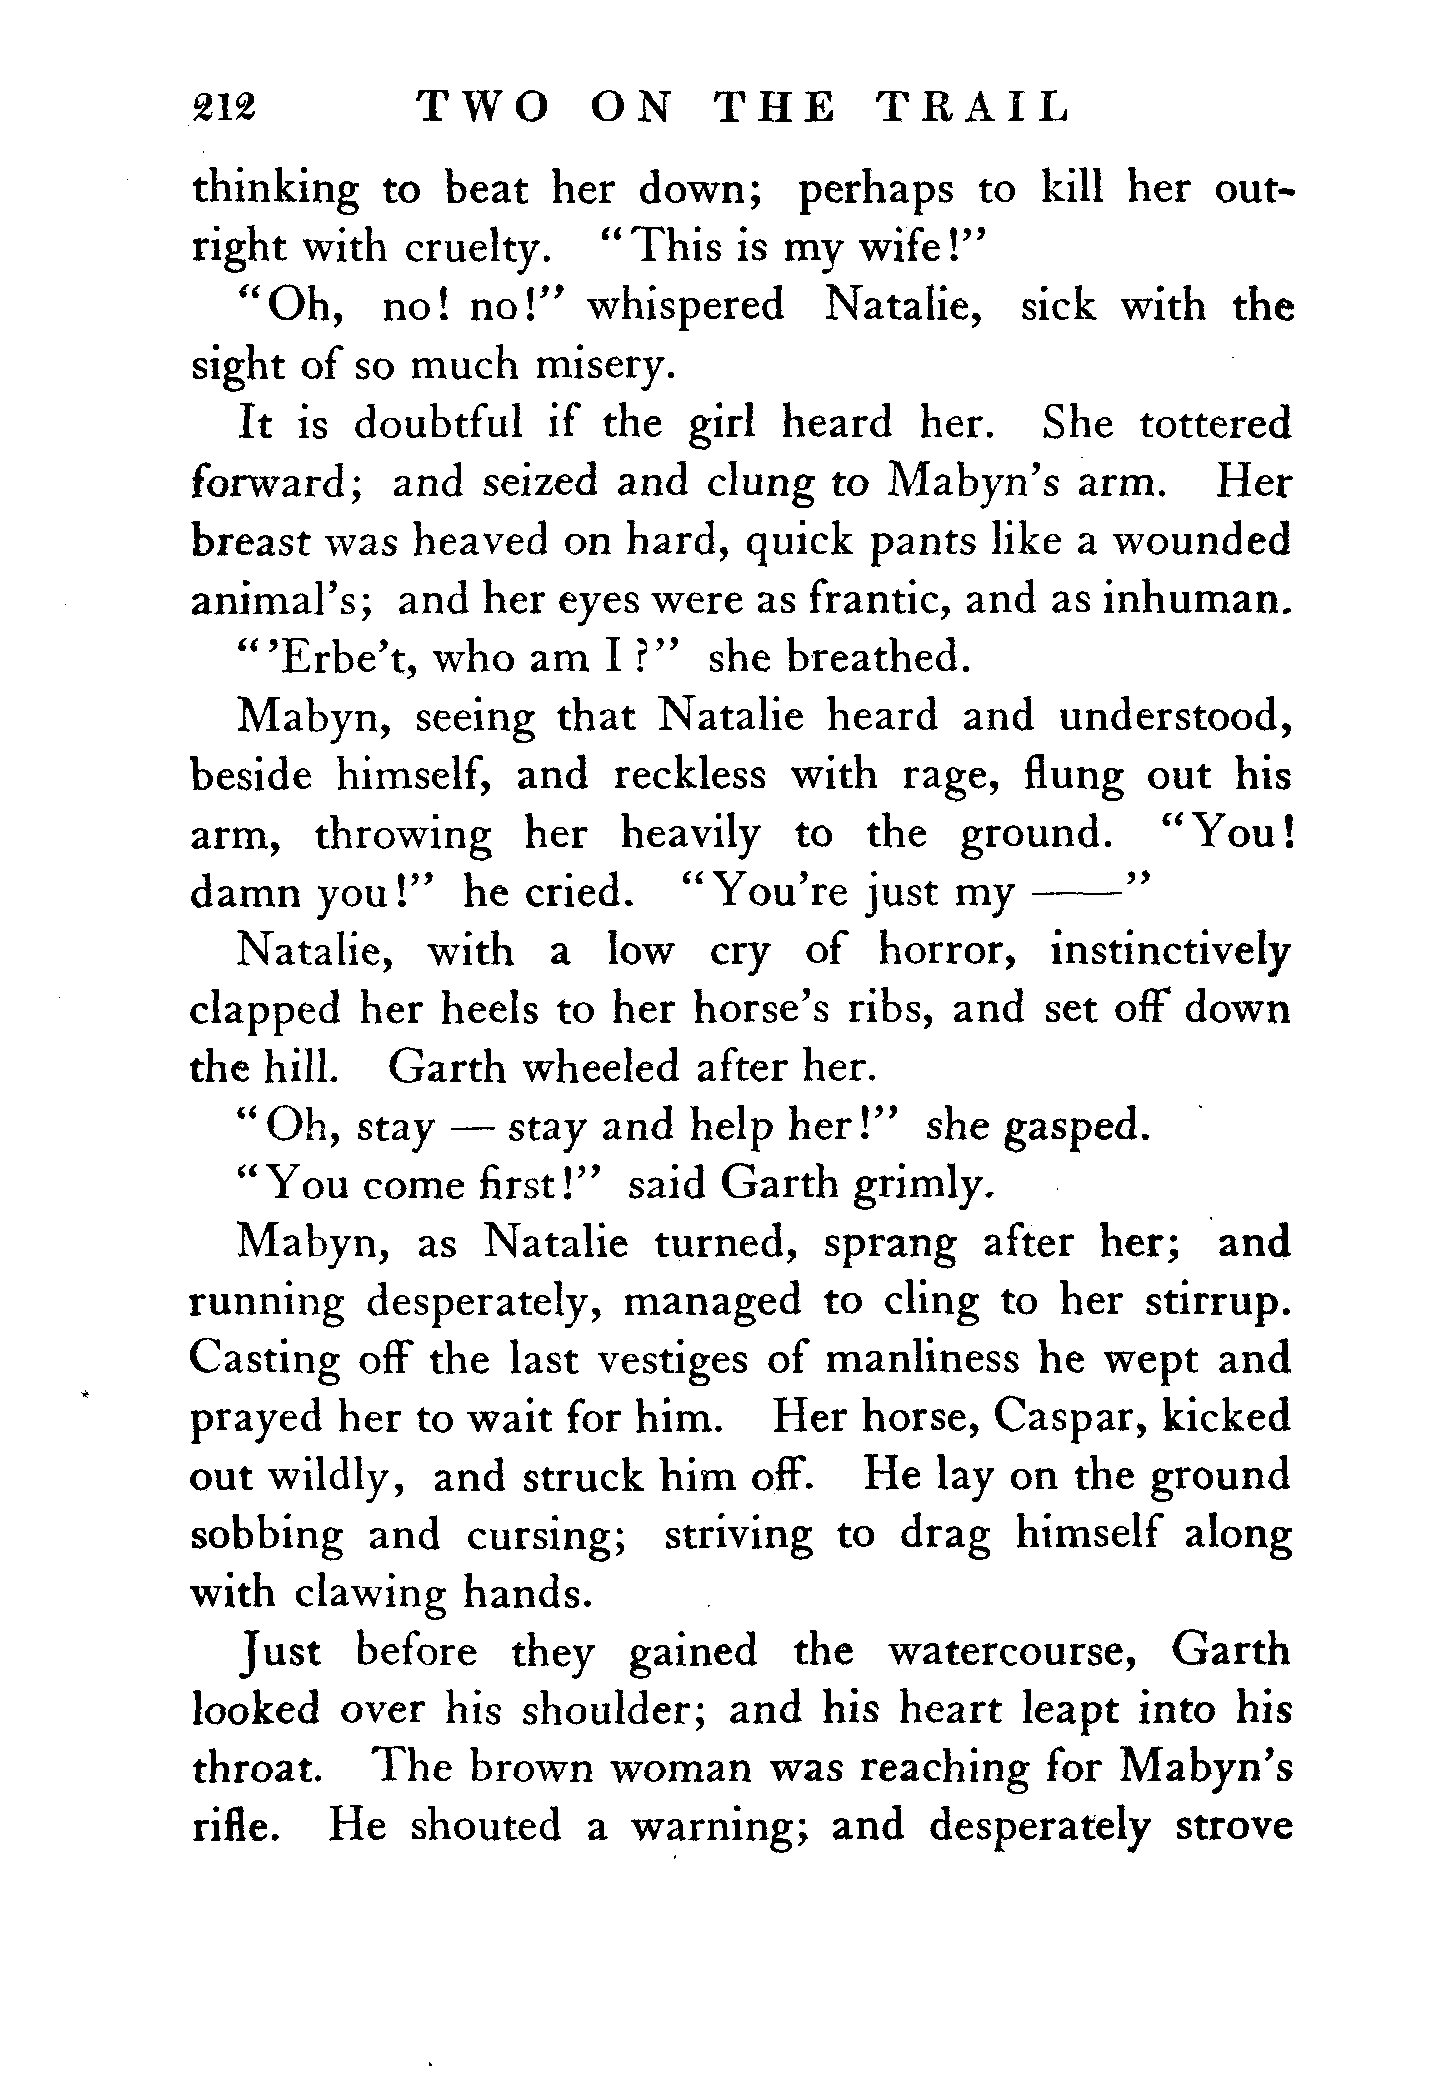 212 TWO ON THE TRAIL
thinking to beat her down; perhaps to kill her out-
right with cruelty. "This is my wife!"
"Oh, no! no!" whispered Natalie, sick with the
sight of so much misery.
It is doubtful if the girl heard her. She tottered
forward; and seized and clung to Mabyn's arm. Her
breast was heaved on hard, quick pants like a wounded
animal's; and her eyes were as frantic, and as inhuman.
"'Erbe't, who am I?" she breathed.
Mabyn, seeing that Natalie heard and understood,
beside himself, and reckless with rage, flung out his
arm, throwing her heavily to the ground. "You!
damn you!" he cried. "You're just my ——"
Natalie, with a low cry of horror, instinctively
clapped her heels to her horse's ribs, and set off down
the hill. Garth wheeled after her.
"Oh, stay — stay and help her!" she gasped.
"You come first!" said Garth grimly.
Mabyn, as Natalie turned, sprang after her; and
running desperately, managed to cling to her stirrup.
Casting off the last vestiges of manliness he wept and
prayed her to wait for him. Her horse, Caspar, kicked
out wildly, and struck him off. He lay on the ground
sobbing and cursing; striving to drag himself along
with clawing hands.
Just before they gained the watercourse, Garth
looked over his shoulder; and his heart leapt into his
throat. The brown woman was reaching for Mabyn's
rifle. He shouted a warning; and desperately strove